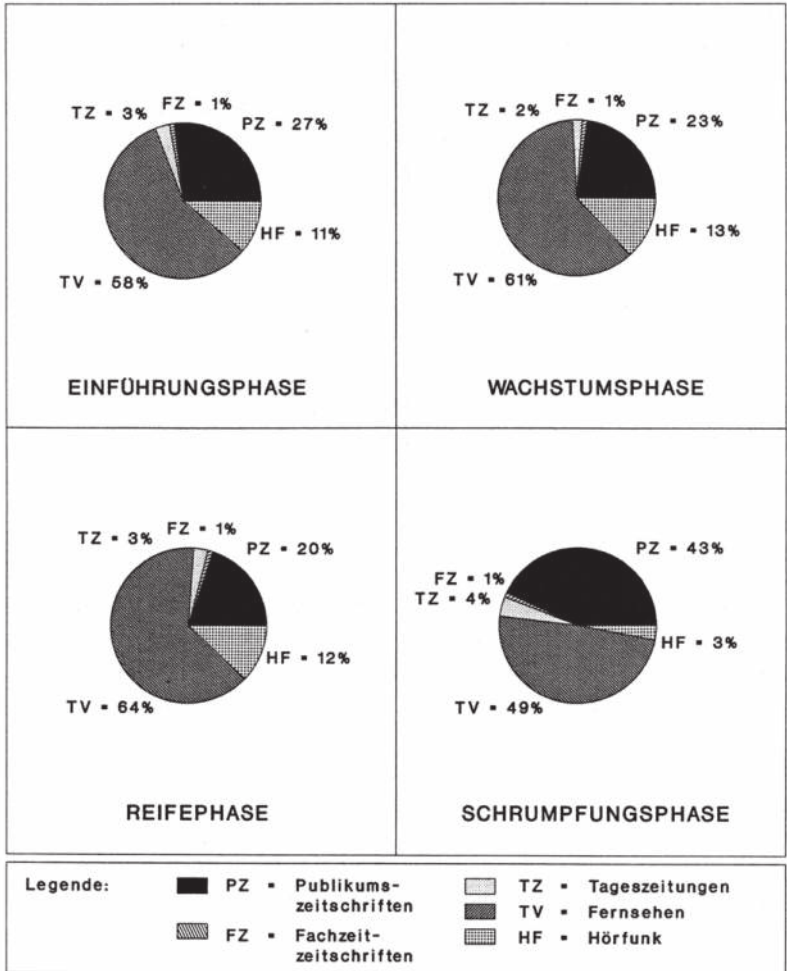 TZ = 3%
FZ = 1%
PZ = 27%
HF = 11%
TV = 58%
EINFÜHRUNGSPHASE
TZ = 2%
FZ = 1%
PZ = 23%
HF = 13%
TV = 61%
WACHSTUMSPHASE
TZ = 3%
FZ = 1%
PZ = 20%
HF = 12%
TV = 64%
REIFEPHASE
PZ = 43%
FZ = 1%
TZ = 4%
HF = 3%
TV = 49%
SCHRUMPFUNGSPHASE
Legende:
PZ = Publikums-
zeitschriften
FZ = Fachzeit-
zeitschriften
TZ = Tageszeitungen
TV = Fernsehen
HF = Hörfunk